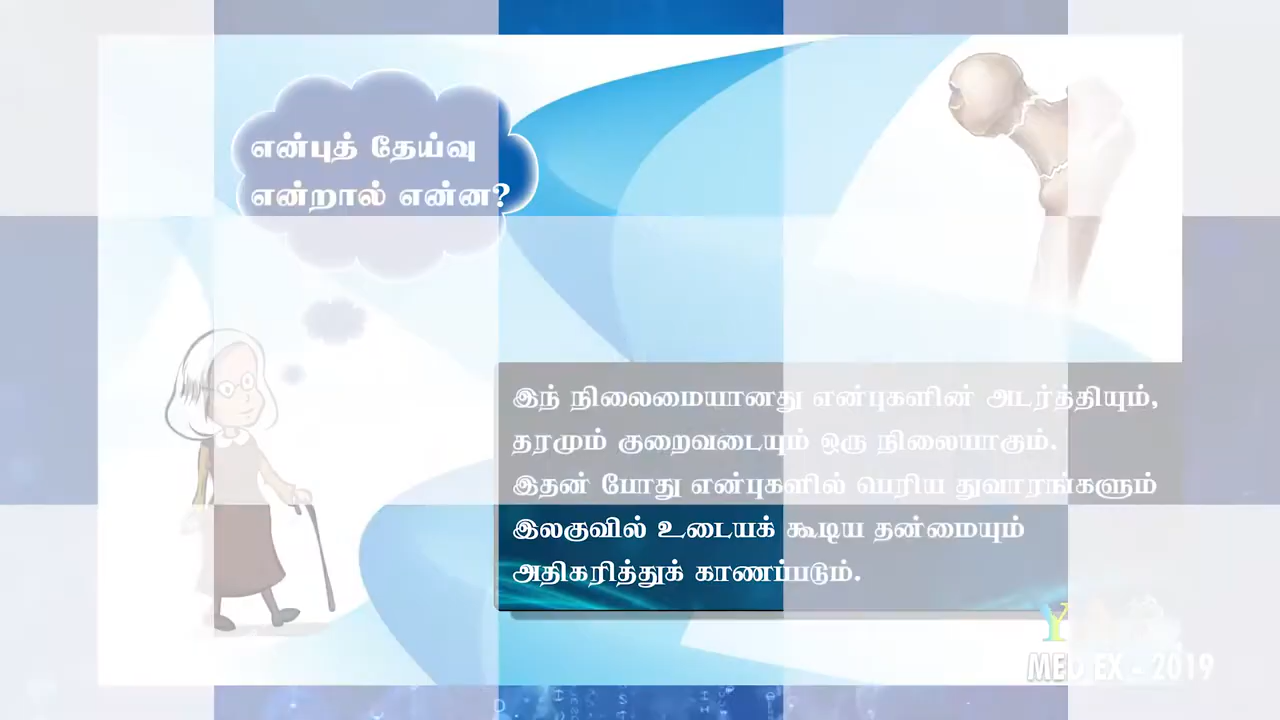 என்புத் தேய்வு
என்றால் என்ன?
இந் நிலைமையானது என்புகளின் அடர்த்தியும்,
தரமும் குறைவடையும் ஒரு நிலையாகும்.
இதன் போது என்புகளில் பெரிய துவாரங்களும்
இலகுவில் உடையக் கூடிய தன்மையும்
அதிகரித்துக் காணப்படும்.
MED EX - 2019